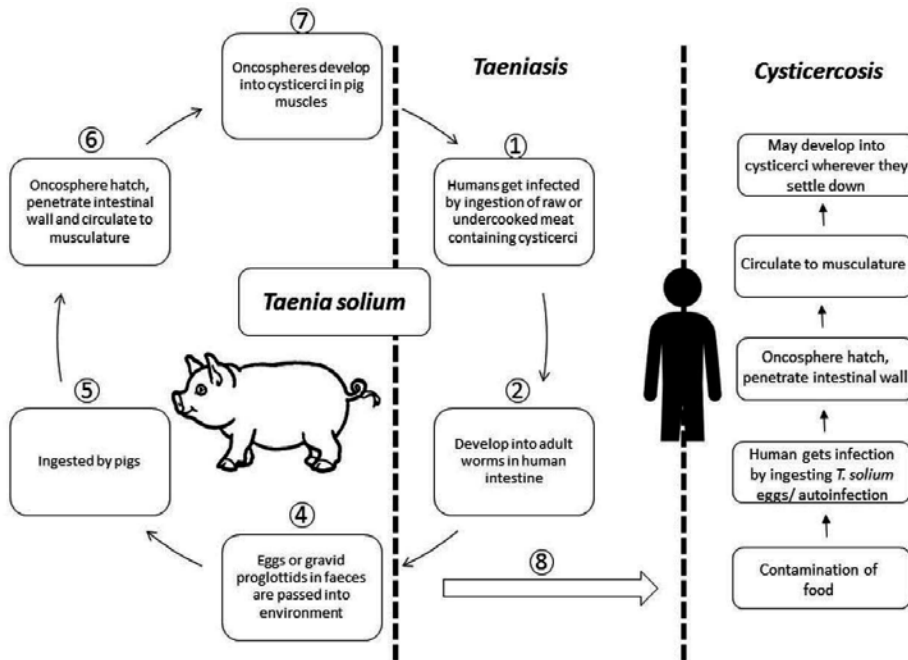 ⑦
Oncospheres develop
into cysticerci in pig
muscles
Taeniasis
Cysticercosis
⑥
Oncosphere hatch,
penetrate intestinal
wall and circulate to
musculature
①
Humans get infected
by ingestion of raw or
undercooked meat
containing cysticerci
May develop into
cysticerci wherever they
settle down
Circulate to musculature
Taenia solium
⑤
Ingested by pigs
②
Develop into adult
worms in human
intestine
Oncosphere hatch,
penetrate intestinal wall
Human gets infection
by ingesting T. solium
eggs/ autoinfection
④
Eggs or gravid
proglottids in faeces
are passed into
environment
⑧
Contamination of
food